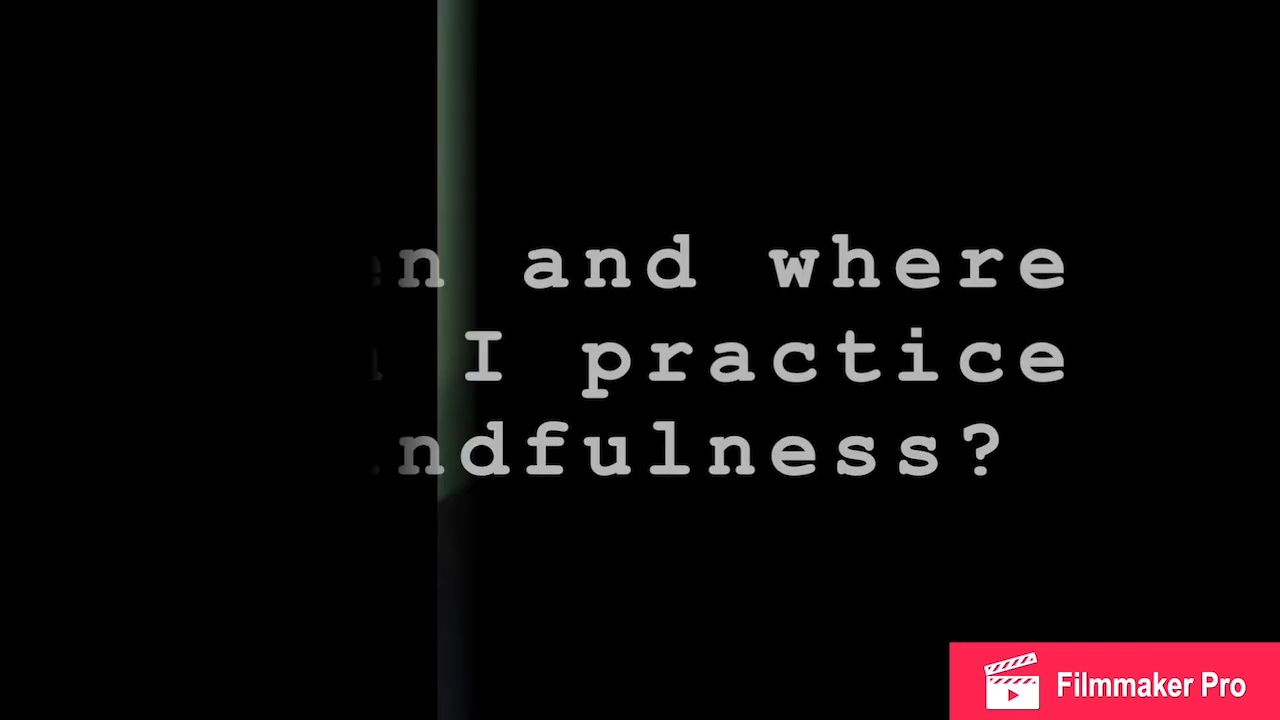 en and where
I practice
ndfulness?
Filmmaker Pro